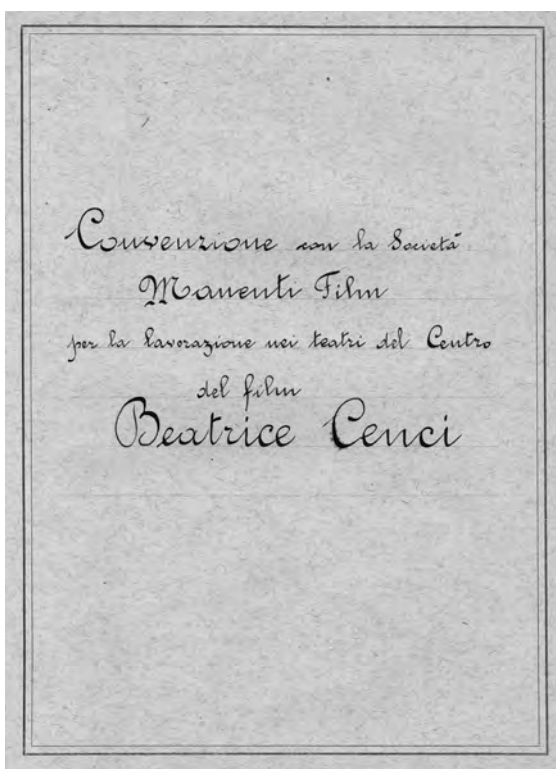 Convenzione con la Società
Manenti Film
per la lavorazione nei teatri del Centro
del film
Beatrice Cenci